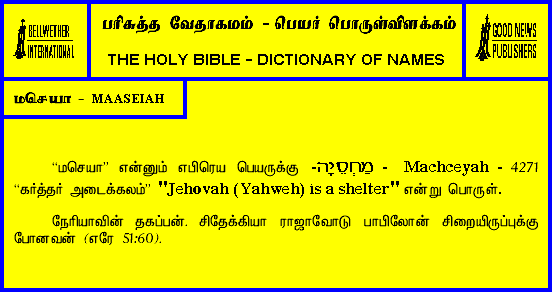 BELLWETHER
INTERNATIONAL
பரிசுத்த வேதாகமம் - பெயர் பொருள்விளக்கம்
THE HOLY BIBLE - DICTIONARY OF NAMES
GOOD NEWS
PUBLISHERS
மசெயா - MAASEIAH
“மசெயா” என்னும் எபிரெய பெயருக்கு -מַחְסֵיָה - Machceyah - 4271
“கர்த்தர் அடைக்கலம்” "Jehovah (Yahweh) is a shelter" என்று பொருள்.
நேரியாவின் தகப்பன். சிதேக்கியா ராஜாவோடு பாபிலோன் சிறையிருப்புக்கு
போனவன் (எரே 51:60).